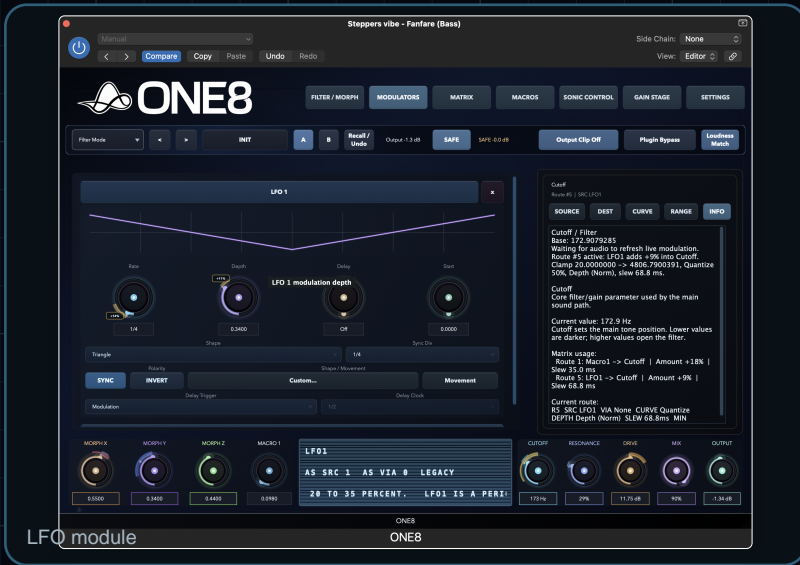 Steppers vibe - Fanfare (Bass)
Manual
Side Chain: None
Compare Copy Paste Undo Redo
View: Editor
ONE8
FILTER / MORPH MODULATORS MATRIX MACROS SONIC CONTROL GAIN STAGE SETTINGS
Filter Mode < > INIT A B Recall / Undo Output -1.3 dB SAFE SAFE -0.0 dB Output Clip Off Plugin Bypass Loudness Match
LFO 1 x
Rate Depth Delay Start
LFO 1 modulation depth
1/4 0.3400 Off 0.0000
Shape Sync Div
Triangle 1/4
Polarity Shape / Movement
SYNC INVERT Custom... Movement
Delay Trigger Delay Clock
Modulation 1/2
Cutoff
Route #5 | SRC LFO1
SOURCE DEST CURVE RANGE INFO
Cutoff / Filter
Base: 172.9079285
Waiting for audio to refresh live modulation.
Route #5 active: LFO1 adds +9% into Cutoff.
Clamp 20.0000000 -> 4806.7900391, Quantize
50%, Depth (Norm), slew 68.8 ms.
Cutoff
Core filter/gain parameter used by the main
sound path.
Current value: 172.9 Hz
Cutoff sets the main tone position. Lower values
are darker; higher values open the filter.
Matrix usage:
Route 1: Macro1 -> Cutoff | Amount +18% |
Slew 35.0 ms
Route 5: LFO1 -> Cutoff | Amount +9% |
Slew 68.8 ms
Current route:
R5 SRC LFO1 VIA None CURVE Quantize
DEPTH Depth (Norm) SLEW 68.8ms MIN
MORPH X MORPH Y MORPH Z MACRO 1
0.5500 0.3400 0.4400 0.0980
LFO1
AS SRC 1 AS VIA 0 LEGACY
20 TO 35 PERCENT. LFO1 IS A PERI
CUTOFF RESONANCE DRIVE MIX OUTPUT
173 Hz 29% 11.75 dB 90% -1.34 dB
ONE8
ONE8
LFO module